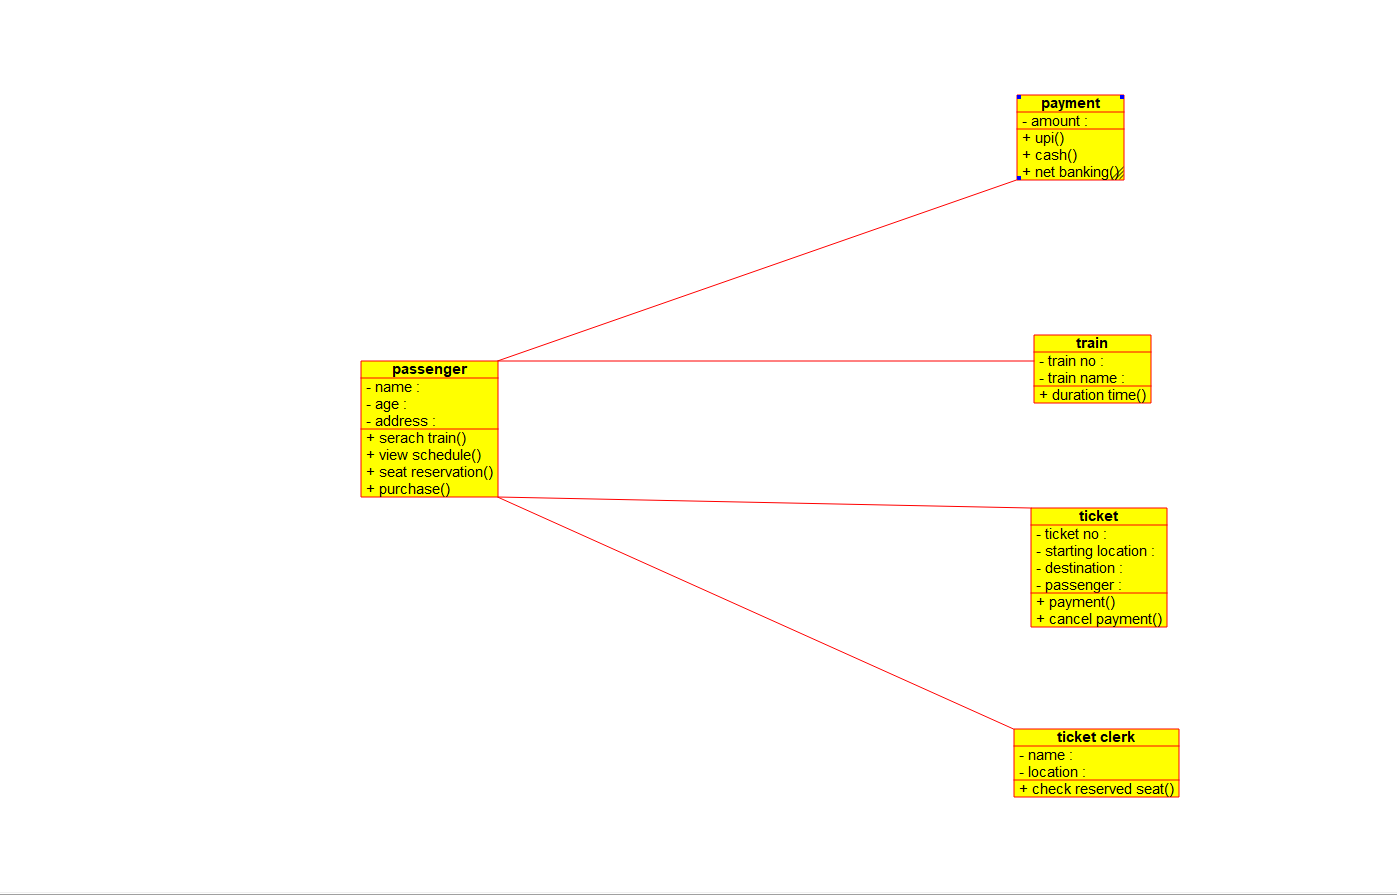 payment
- amount :
+ upi()
+ cash()
+ net banking()
train
- train no :
- train name :
+ duration time()
passenger
- name :
- age :
- address :
+ serach train()
+ view schedule()
+ seat reservation()
+ purchase()
ticket
- ticket no :
- starting location :
- destination :
- passenger :
+ payment()
+ cancel payment()
ticket clerk
- name :
- location :
+ check reserved seat()